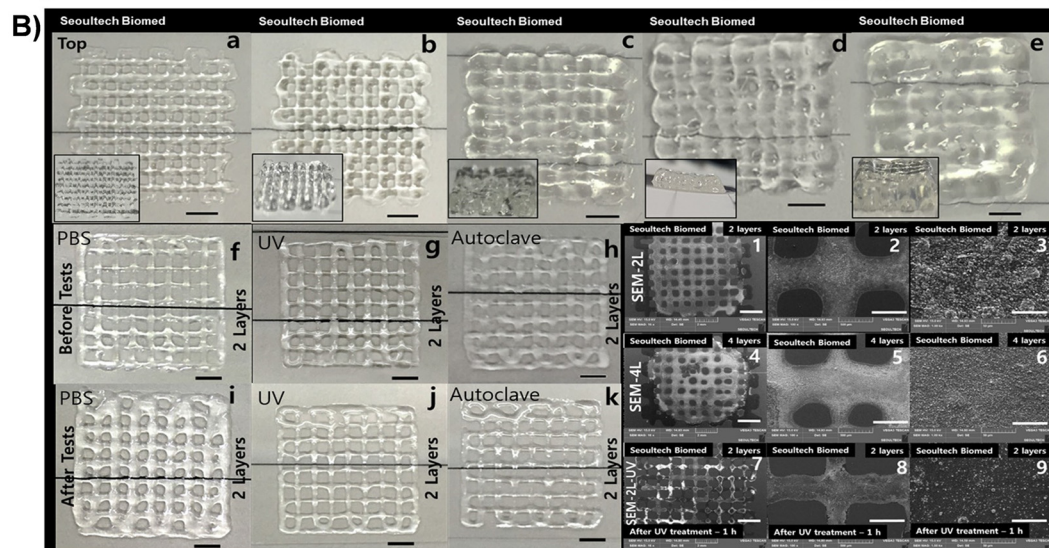 B)
Seoultech Biomed Seoultech Biomed Seoultech Biomed Seoultech Biomed Seoultech Biomed
Top a b c d e
PBS f UV g Autoclave h
Before Tests 2 Layers 2 Layers 2 Layers
PBS i UV j Autoclave k
After Tests 2 Layers 2 Layers 2 Layers
Seoultech Biomed 2 layers Seoultech Biomed 2 layers Seoultech Biomed 2 layers
SEM-2L 1 2 3
Seoultech Biomed 4 layers Seoultech Biomed 4 layers Seoultech Biomed 4 layers
SEM-4L 4 5 6
Seoultech Biomed 2 layers Seoultech Biomed 2 layers Seoultech Biomed 2 layers
SEM-2L-UV 7 8 9
After UV treatment – 1 h After UV treatment – 1 h After UV treatment – 1 h